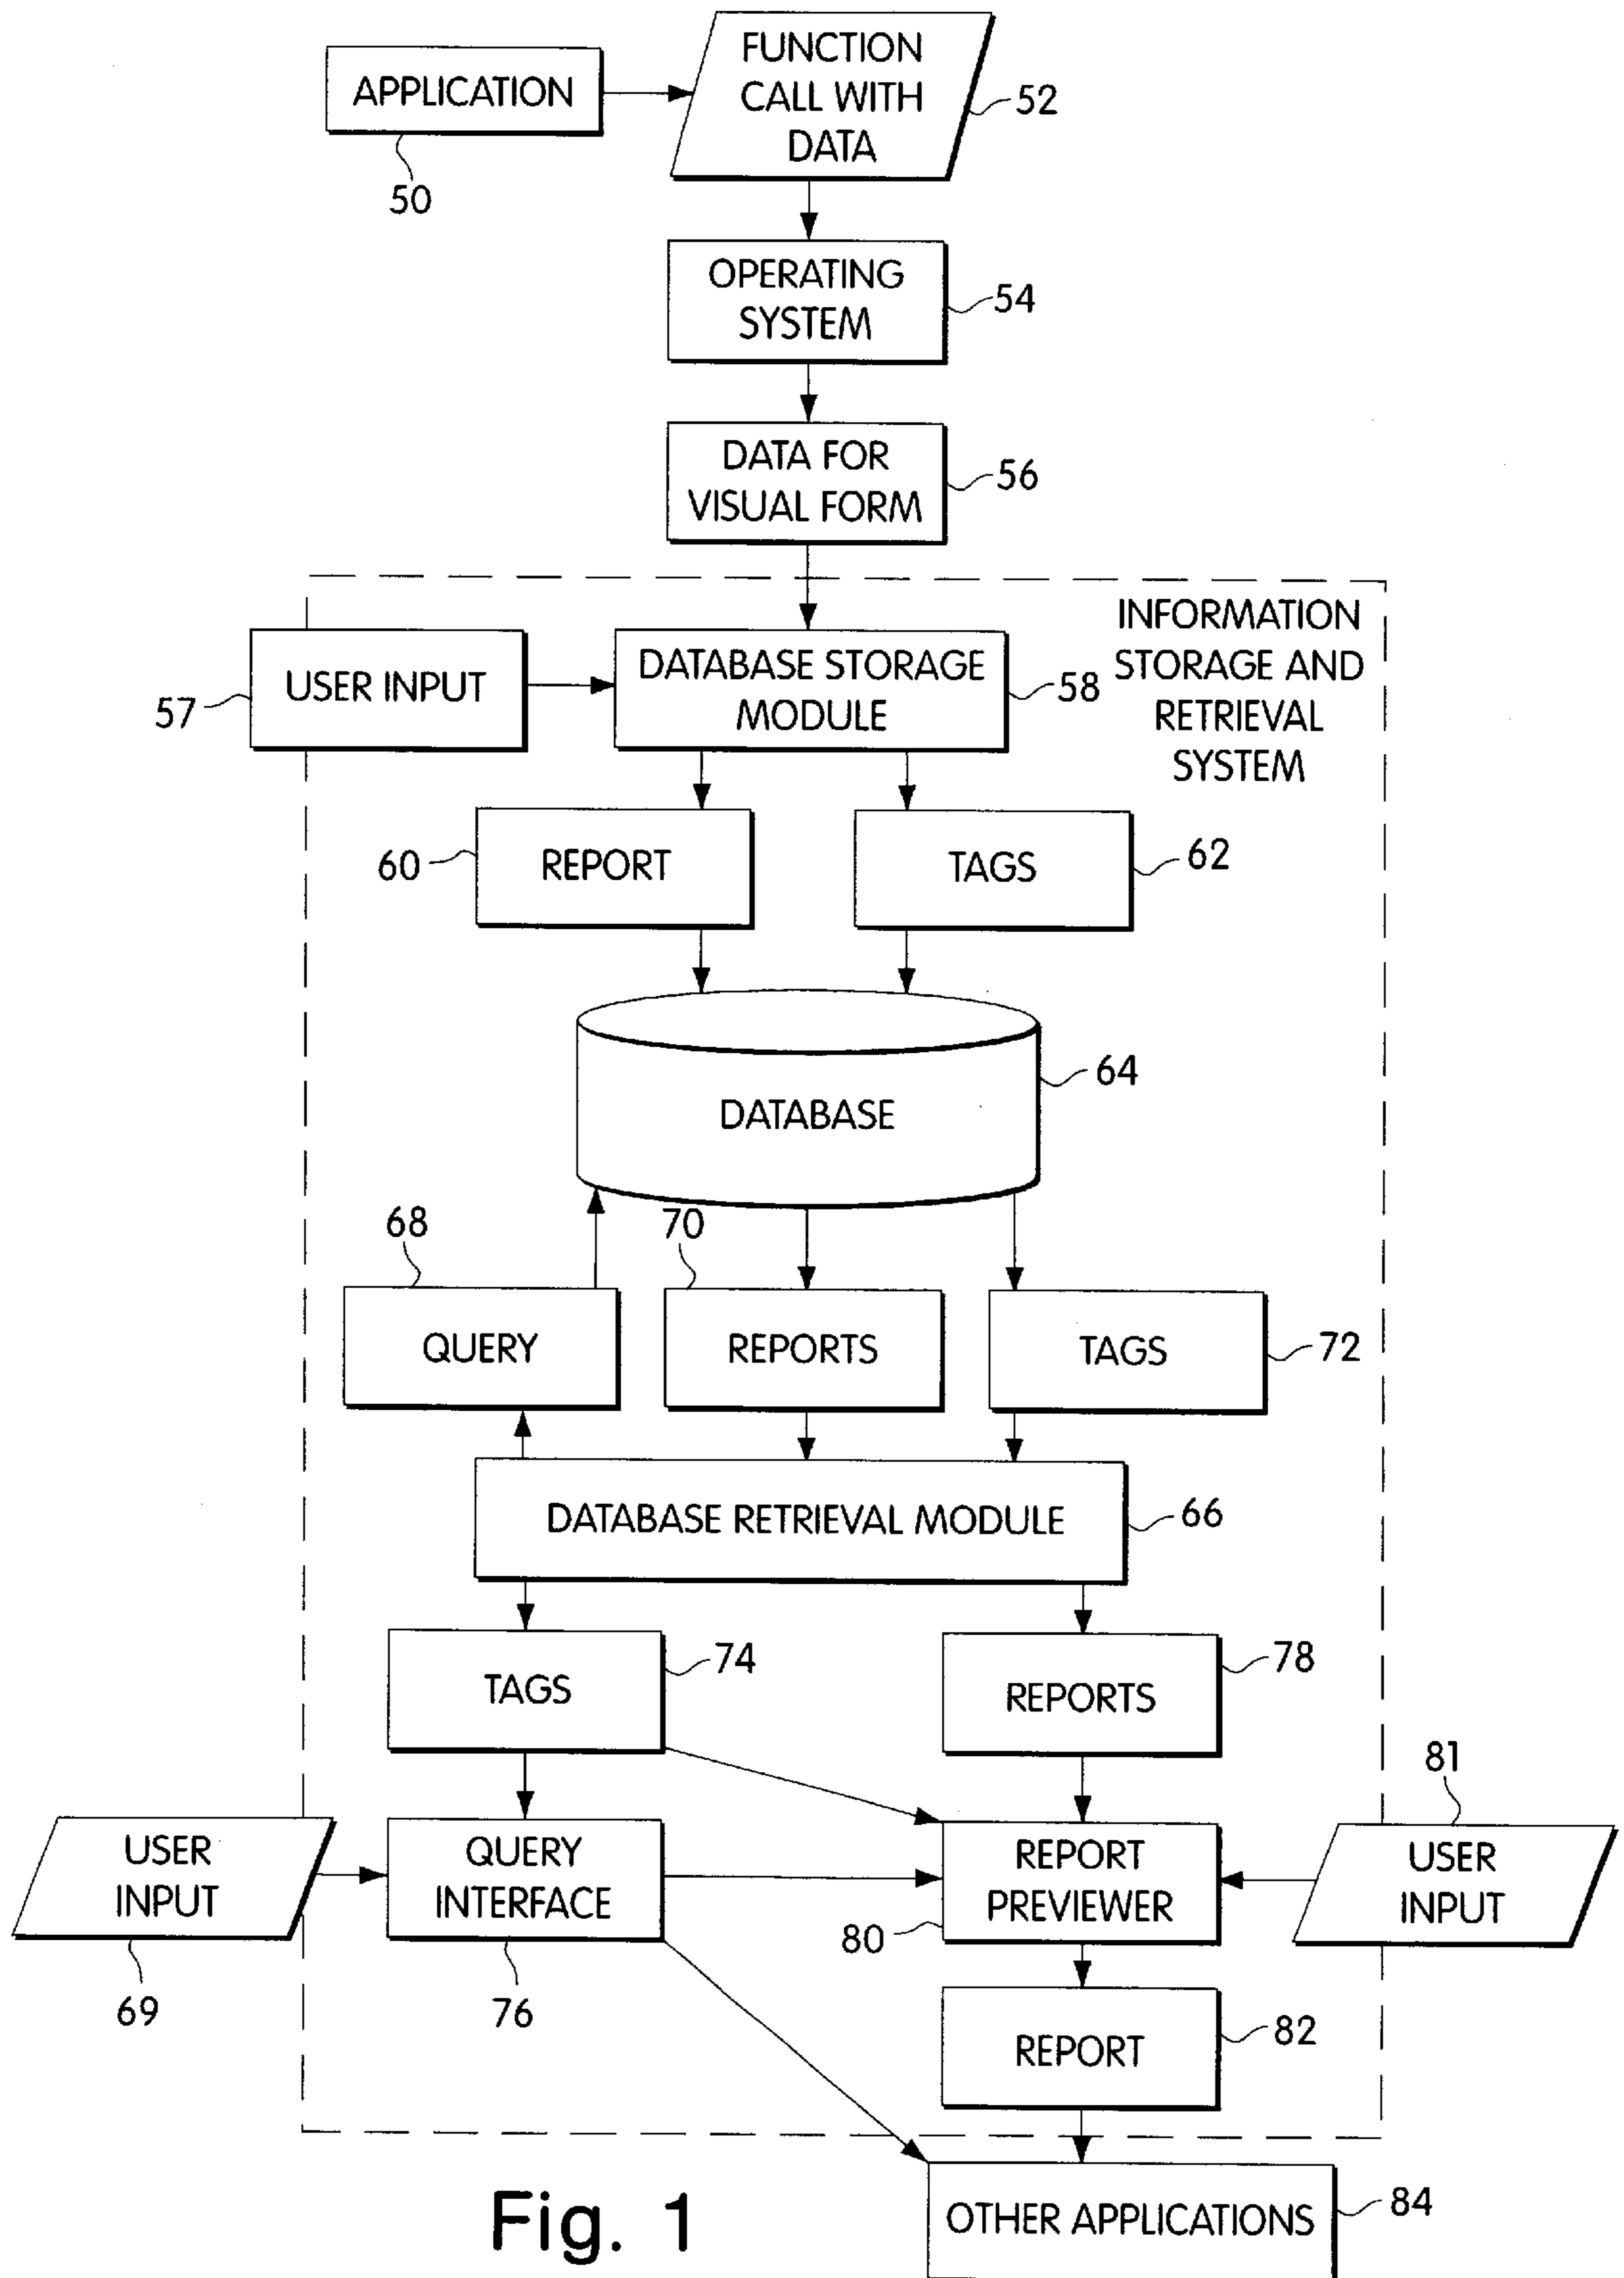 FUNCTION
CALL WITH
DATA
52
APPLICATION
50
OPERATING
SYSTEM
54
DATA FOR
VISUAL FORM
56
INFORMATION
STORAGE AND
RETRIEVAL
SYSTEM
USER INPUT
57
DATABASE STORAGE
MODULE
58
60
REPORT
TAGS
62
DATABASE
64
68
70
QUERY
REPORTS
TAGS
72
DATABASE RETRIEVAL MODULE
66
TAGS
74
REPORTS
78
81
USER
INPUT
69
QUERY
INTERFACE
76
REPORT
PREVIEWER
80
USER
INPUT
REPORT
82
OTHER APPLICATIONS
84
Fig. 1